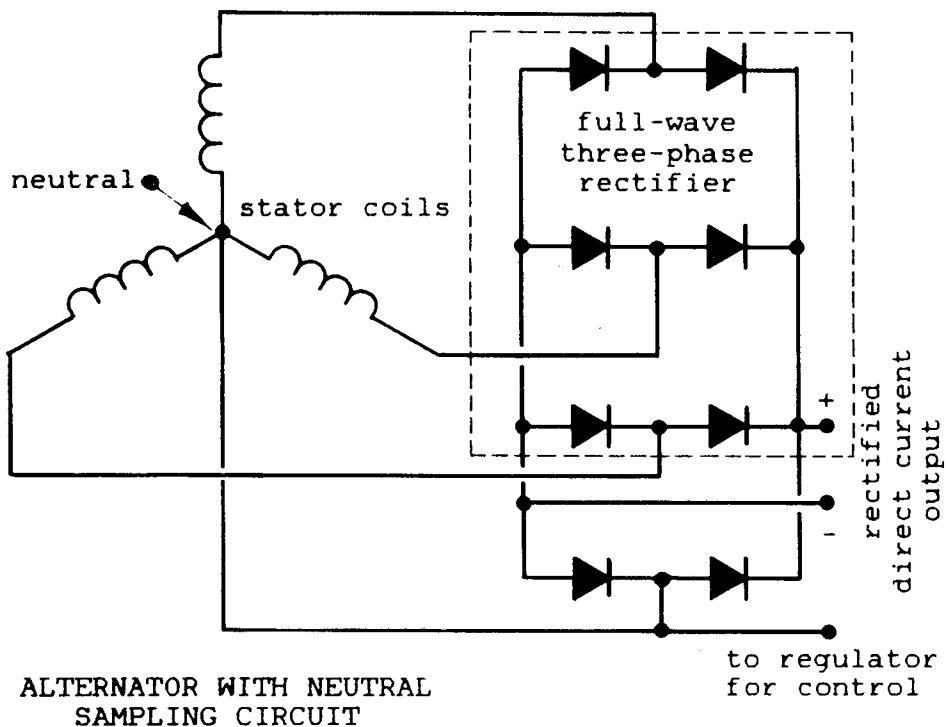 full-wave
three-phase
rectifier
neutral
stator coils
+
rectified
direct current
output
-
to regulator
for control
ALTERNATOR WITH NEUTRAL
SAMPLING CIRCUIT